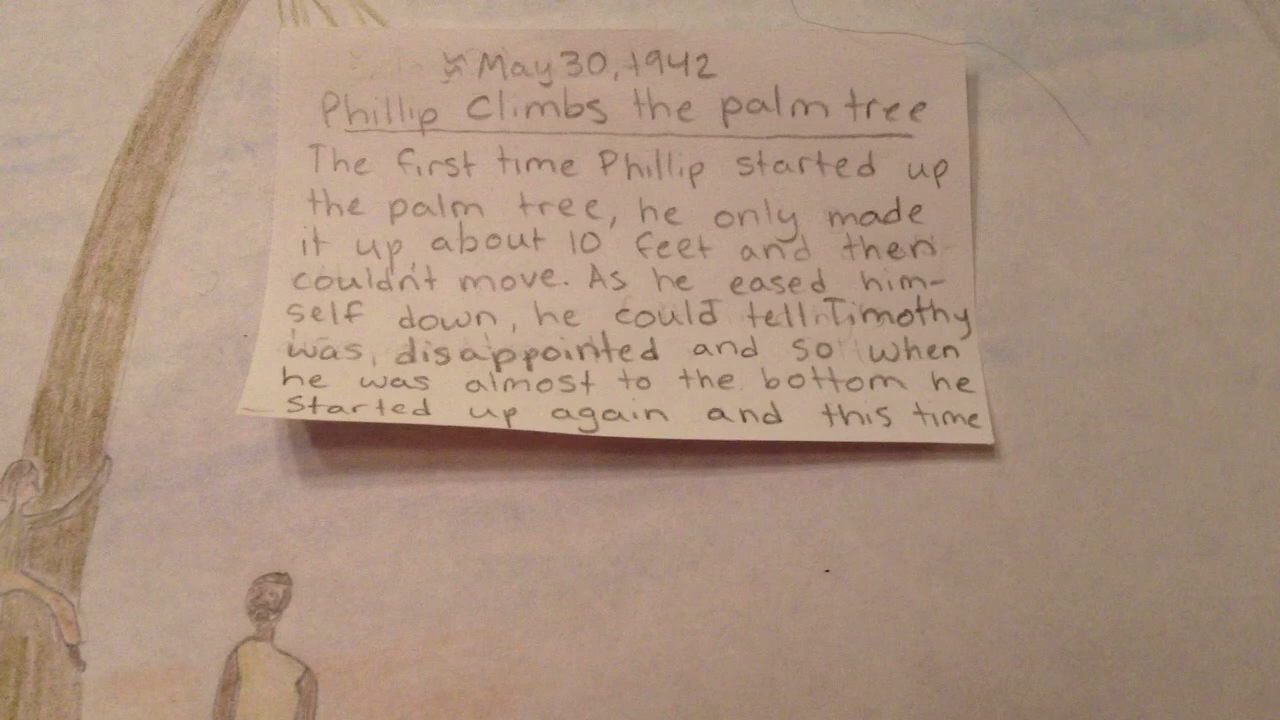 May 30, 1942
Phillip Climbs the palm tree
The first time Phillip started up
the palm tree, he only made
it up about 10 feet and then
couldn't move. As he eased him-
self down, he could tell Timothy
was disappointed and so when
he was almost to the bottom he
Started up again and this time